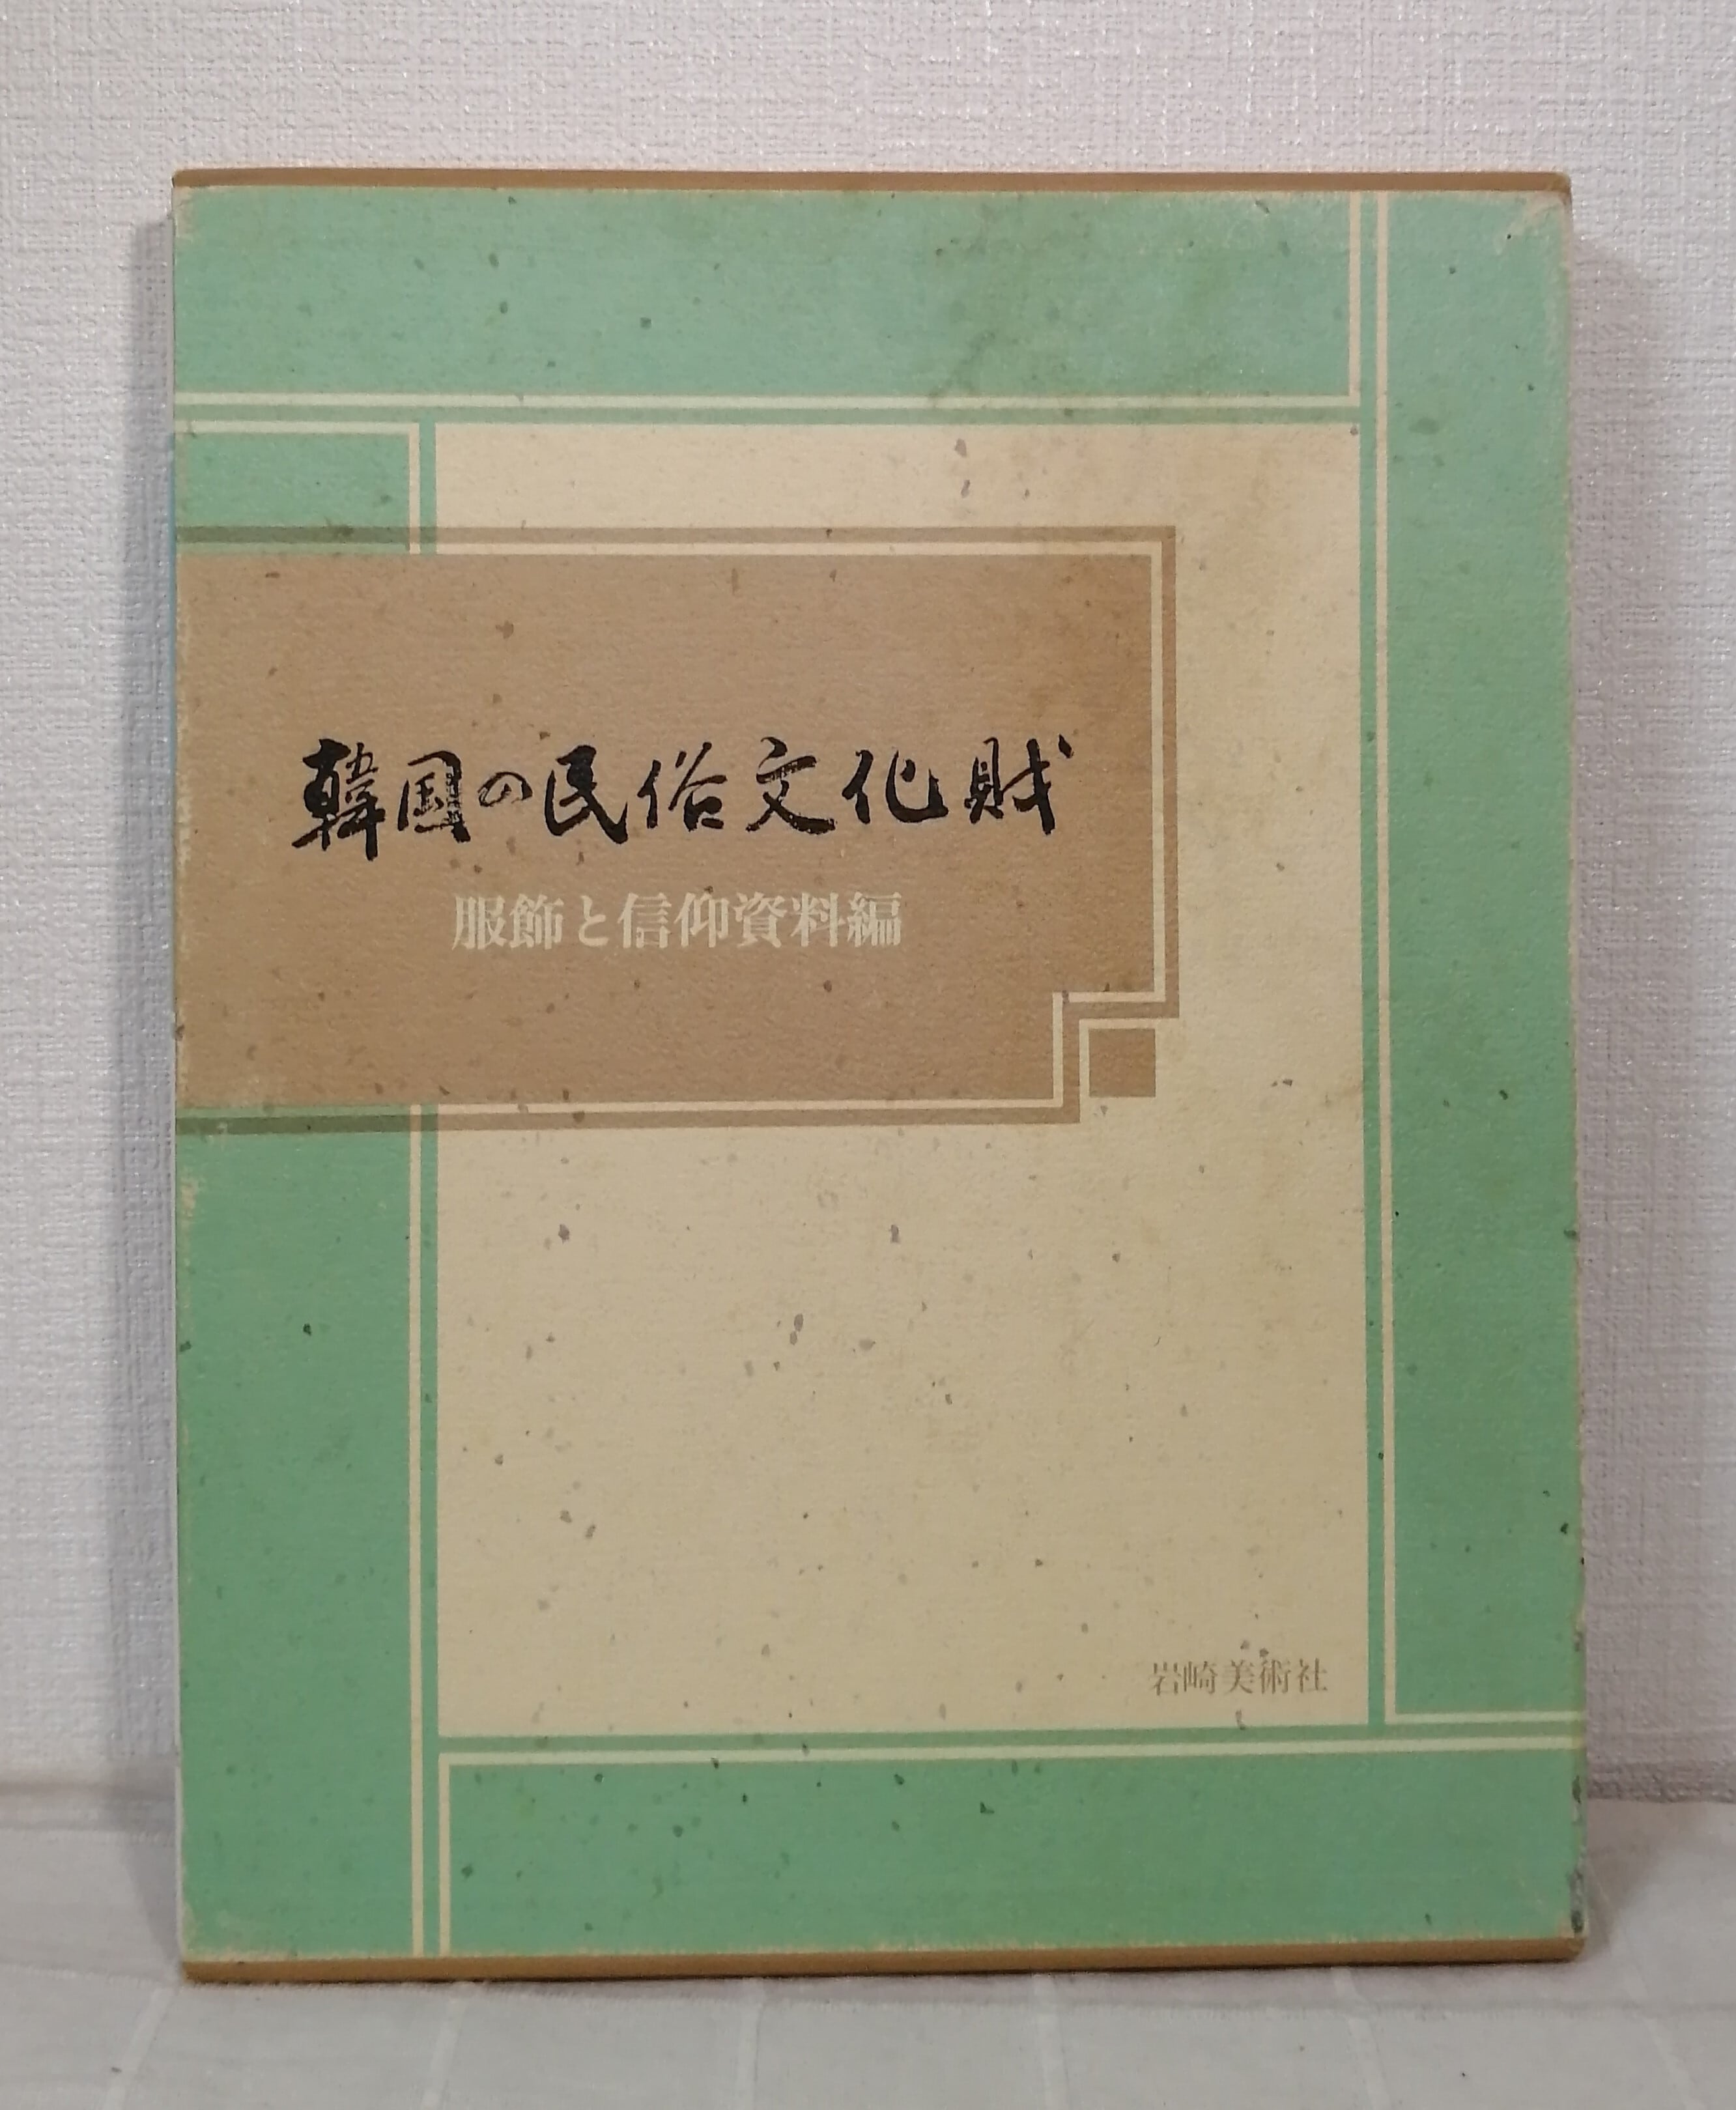 韓国の民俗文化財
服飾と信仰資料編
岩崎美術社